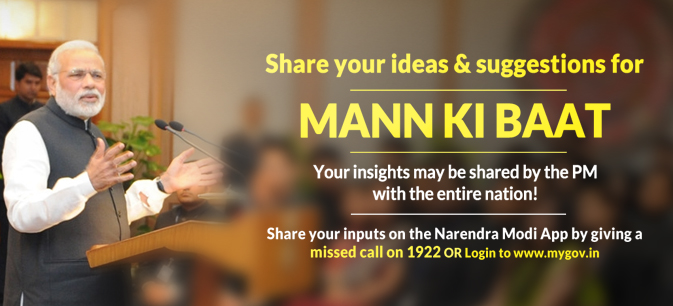 Share your ideas & suggestions for
MANN KI BAAT
Your insights may be shared by the PM
with the entire nation!
Share your inputs on the Narendra Modi App by giving a
missed call on 1922 OR Login to www.mygov.in